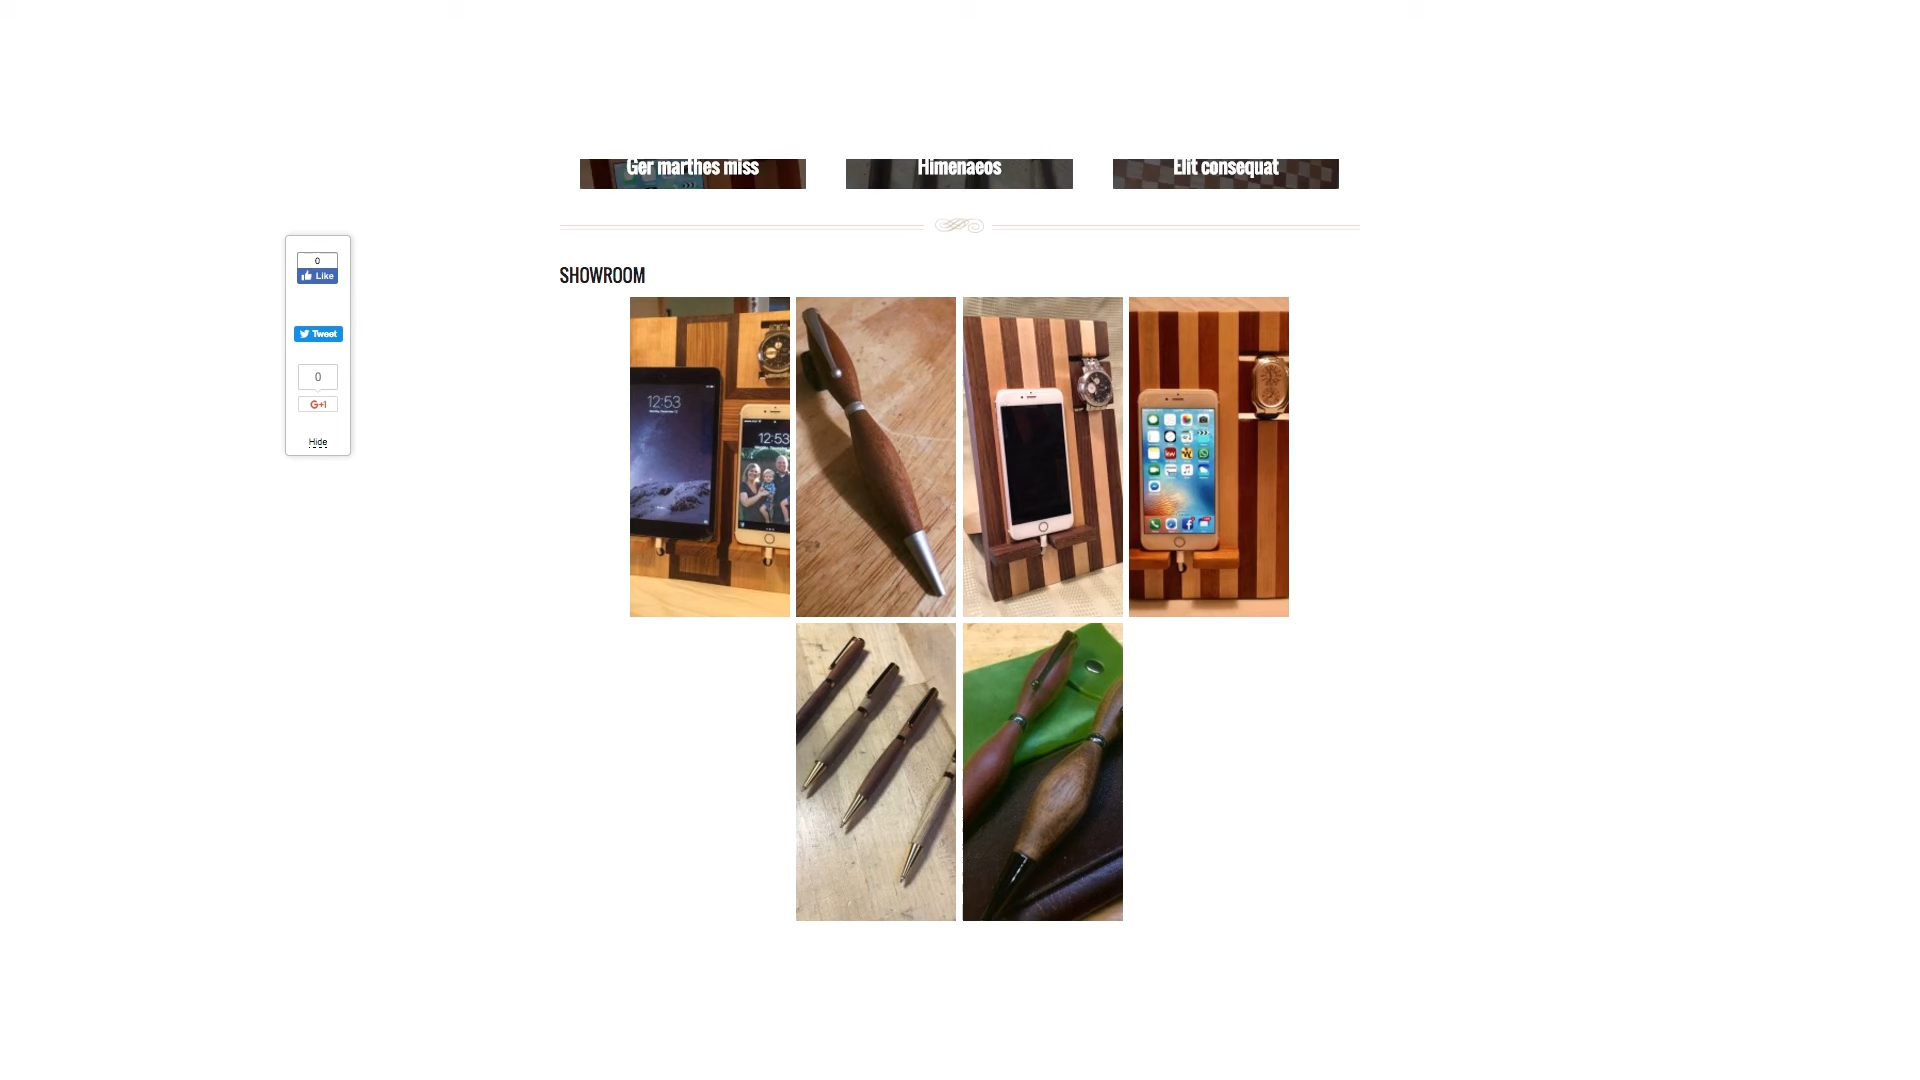 Ger marthes miss
Himenaeos
Elit consequat
0
Like
Tweet
0
G+1
Hide
SHOWROOM
12:53
12:53